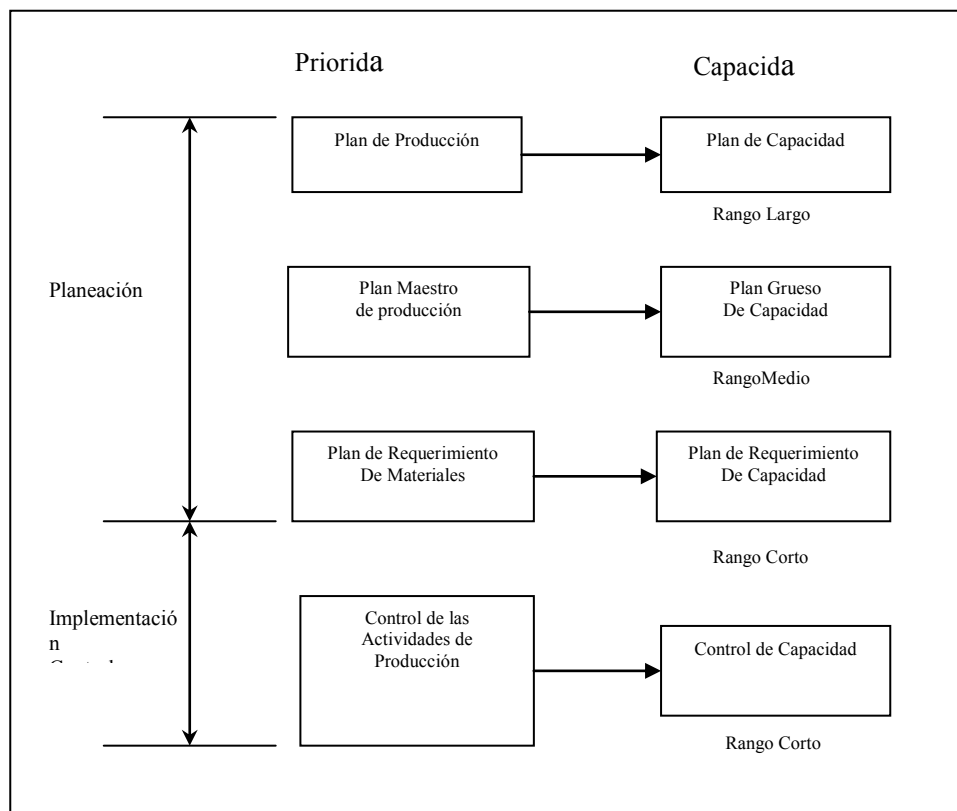 Priorida
Capacida
Plan de Producción
Plan de Capacidad
Rango Largo
Planeación
Plan Maestro
de producción
Plan Grueso
De Capacidad
RangoMedio
Plan de Requerimiento
De Materiales
Plan de Requerimiento
De Capacidad
Rango Corto
Implementació
n
Control de las
Actividades de
Producción
Control de Capacidad
Rango Corto